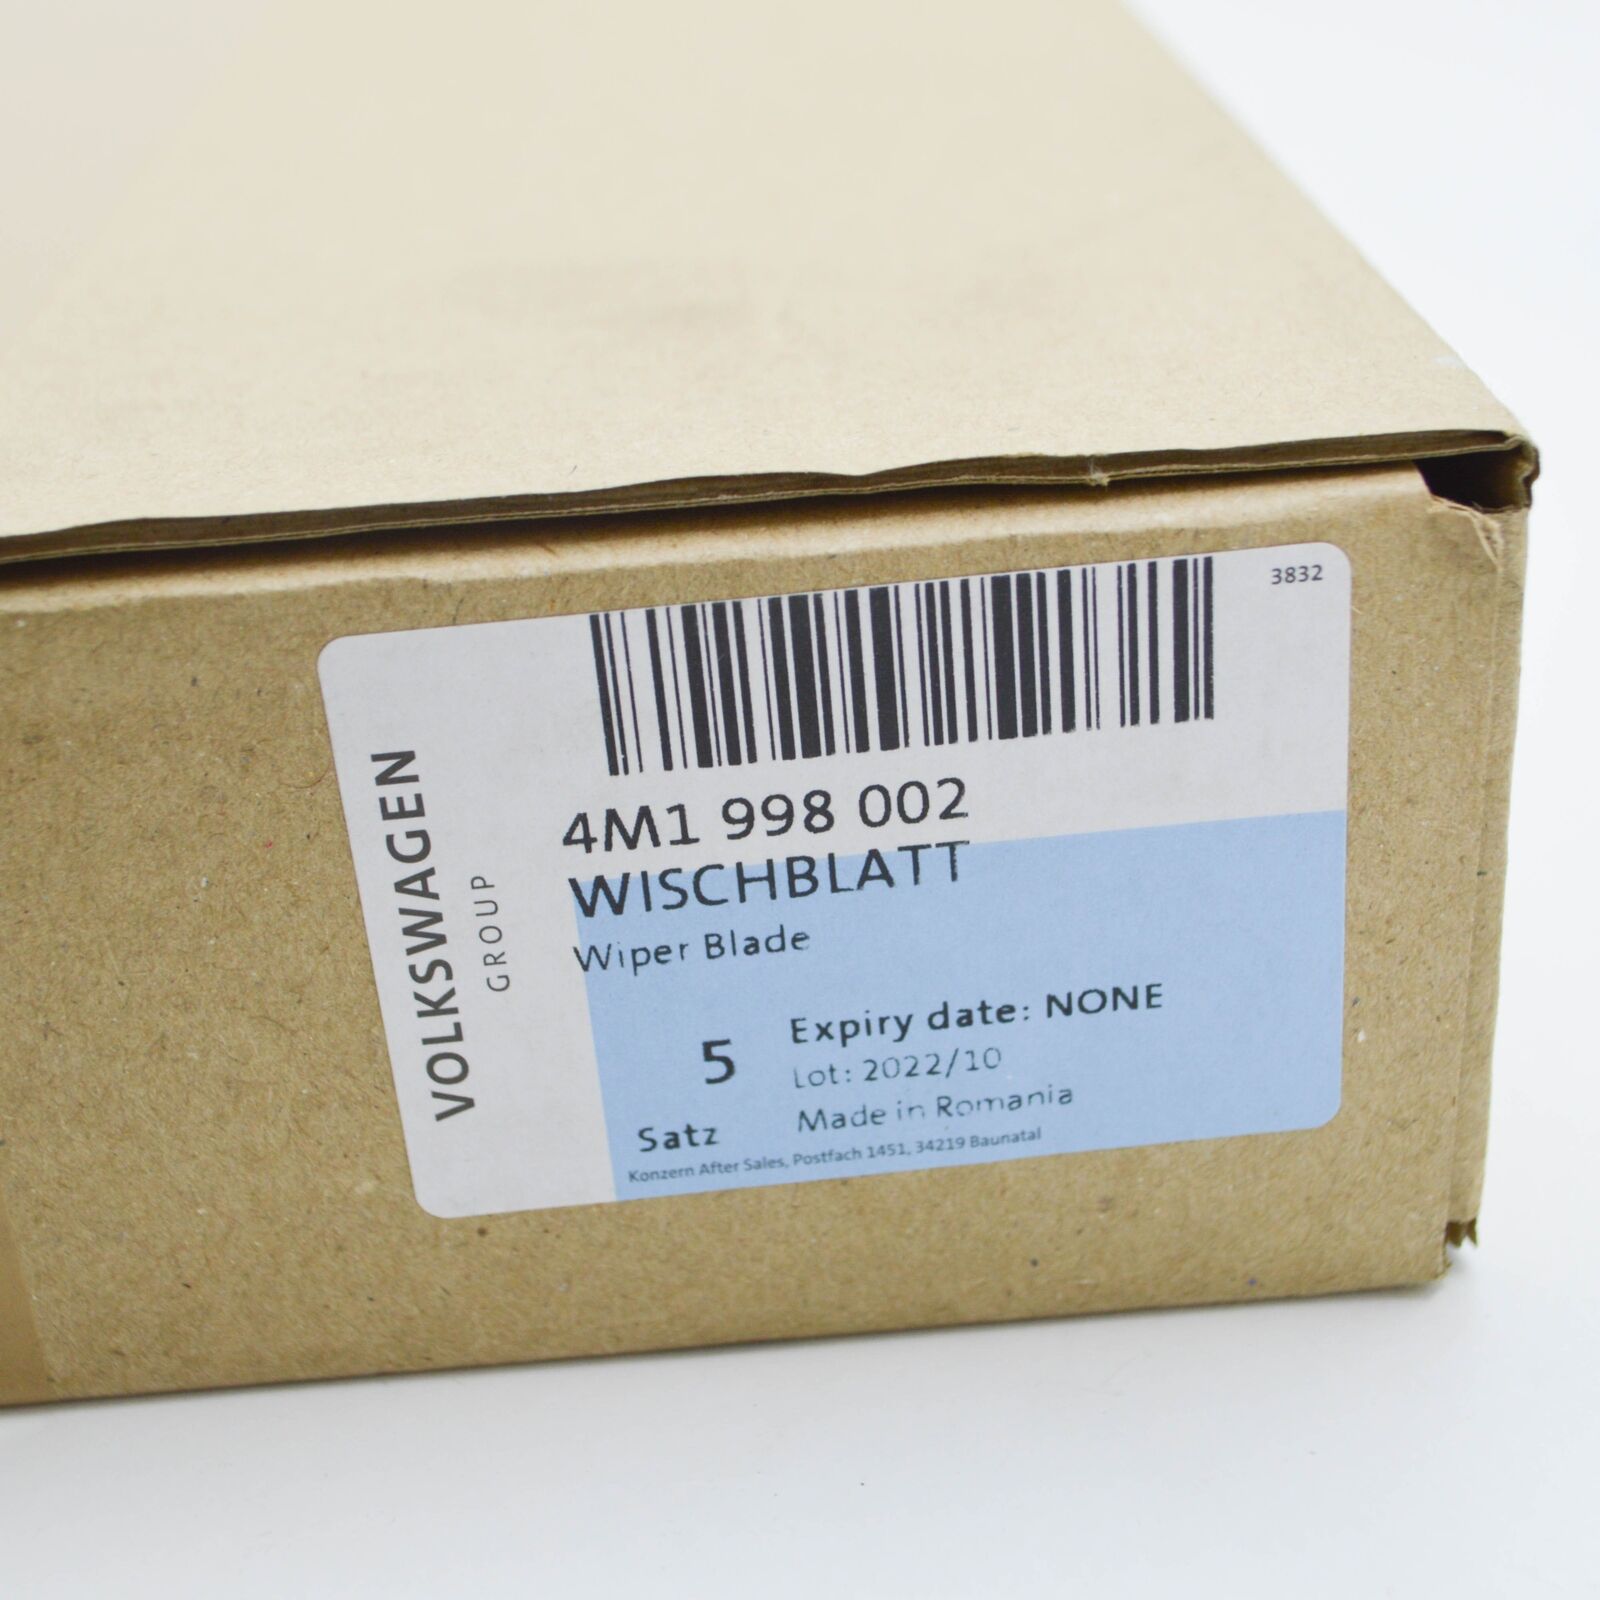 3832
VOLKSWAGEN
GROUP
4M1 998 002
WISCHBLATT
Wiper Blade
5
Satz
Expiry date: NONE
Lot: 2022/10
Made in Romania
Konzern After Sales, Postfach 1451, 34219 Baunatal